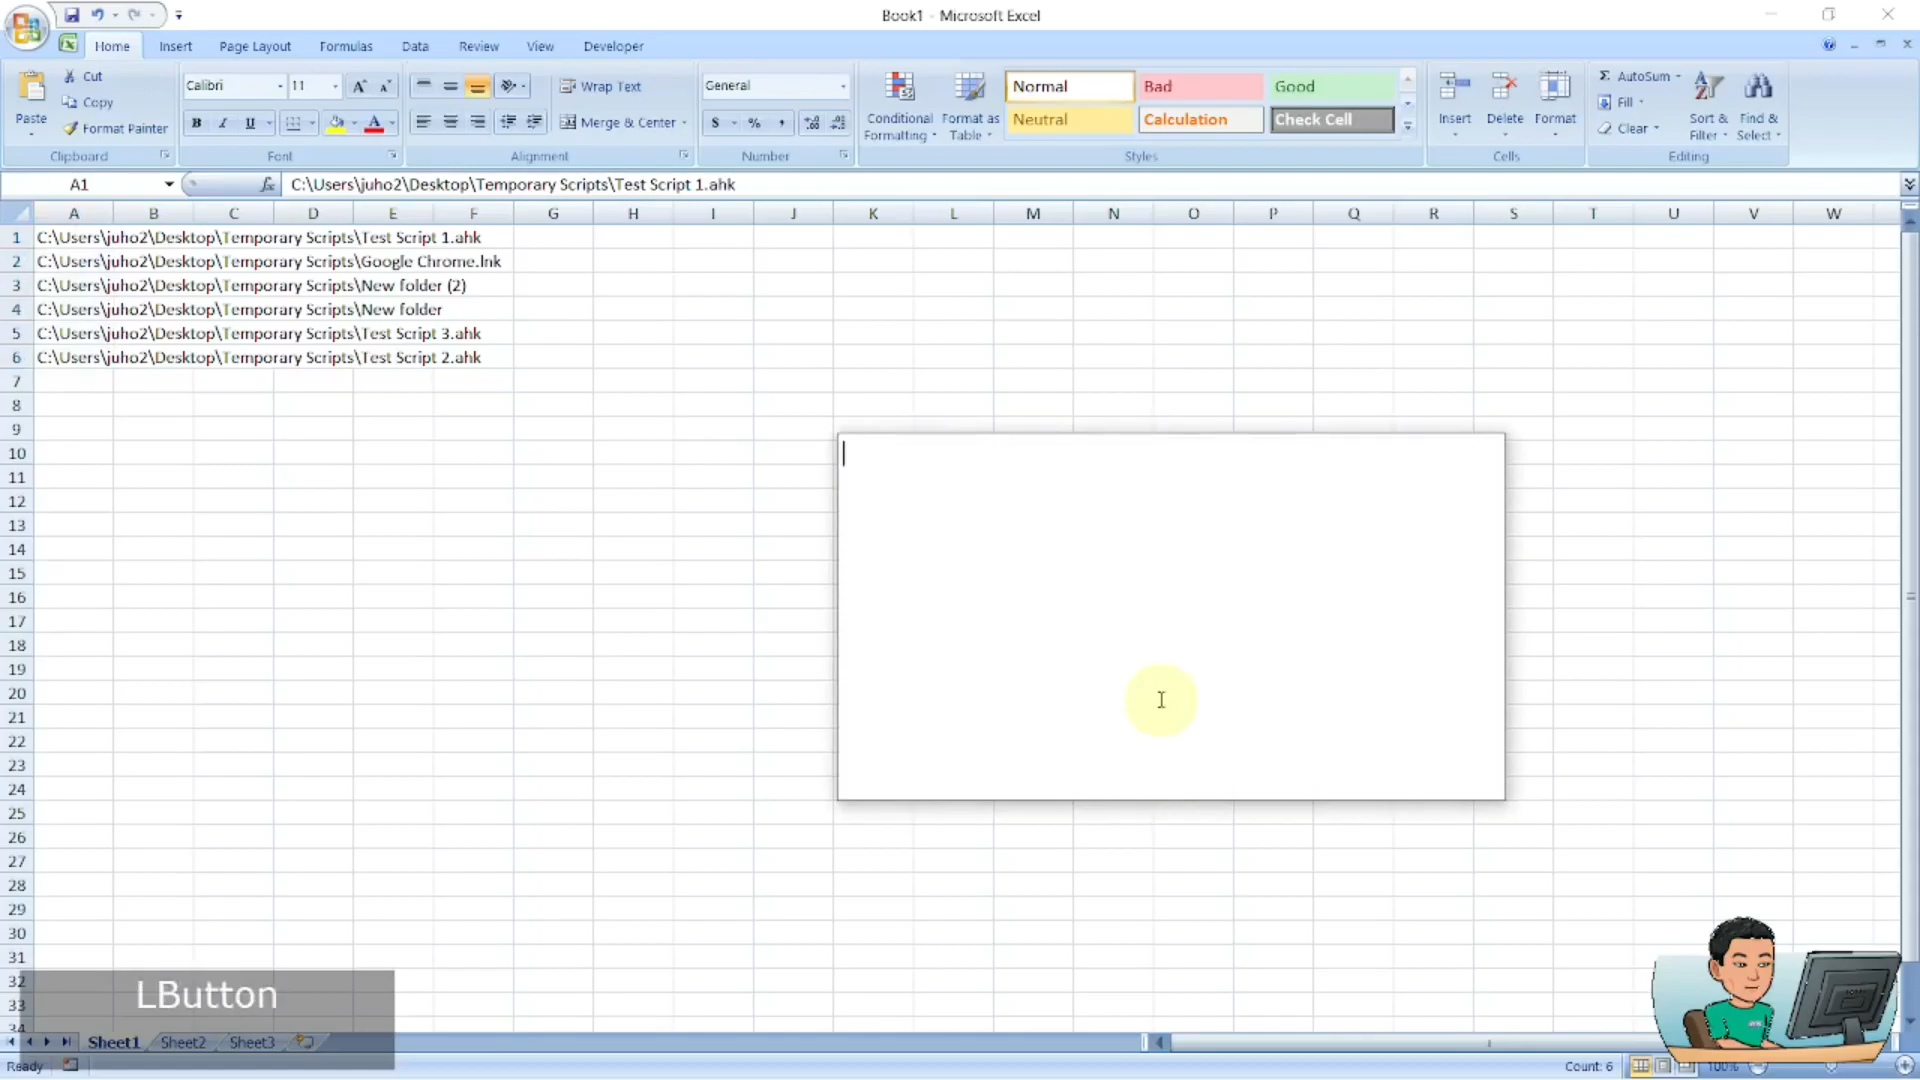 Book1 - Microsoft Excel
Home Insert Page Layout Formulas Data Review View Developer
Paste
Cut
Copy
Format Painter
Clipboard
Calibri 11
B I U A
Font
Wrap Text
Merge & Center
Alignment
General
$ % ,
Number
Conditional Formatting
Format as Table
Normal Bad Good
Neutral Calculation Check Cell
Styles
Insert Delete Format
Cells
Σ AutoSum
Fill
Clear
Sort & Filter
Find & Select
Editing
A1 fx C:\Users\juho2\Desktop\Temporary Scripts\Test Script 1.ahk
A B C D E F G H I J K L M N O P Q R S T U V W
1 C:\Users\juho2\Desktop\Temporary Scripts\Test Script 1.ahk
2 C:\Users\juho2\Desktop\Temporary Scripts\Google Chrome.lnk
3 C:\Users\juho2\Desktop\Temporary Scripts\New folder (2)
4 C:\Users\juho2\Desktop\Temporary Scripts\New folder
5 C:\Users\juho2\Desktop\Temporary Scripts\Test Script 3.ahk
6 C:\Users\juho2\Desktop\Temporary Scripts\Test Script 2.ahk
7
8
9
10
11
12
13
14
15
16
17
18
19
20
21
22
23
24
25
26
27
28
29
30
31
32
33
34
LButton
Sheet1 Sheet2 Sheet3
Ready Count: 6 100%